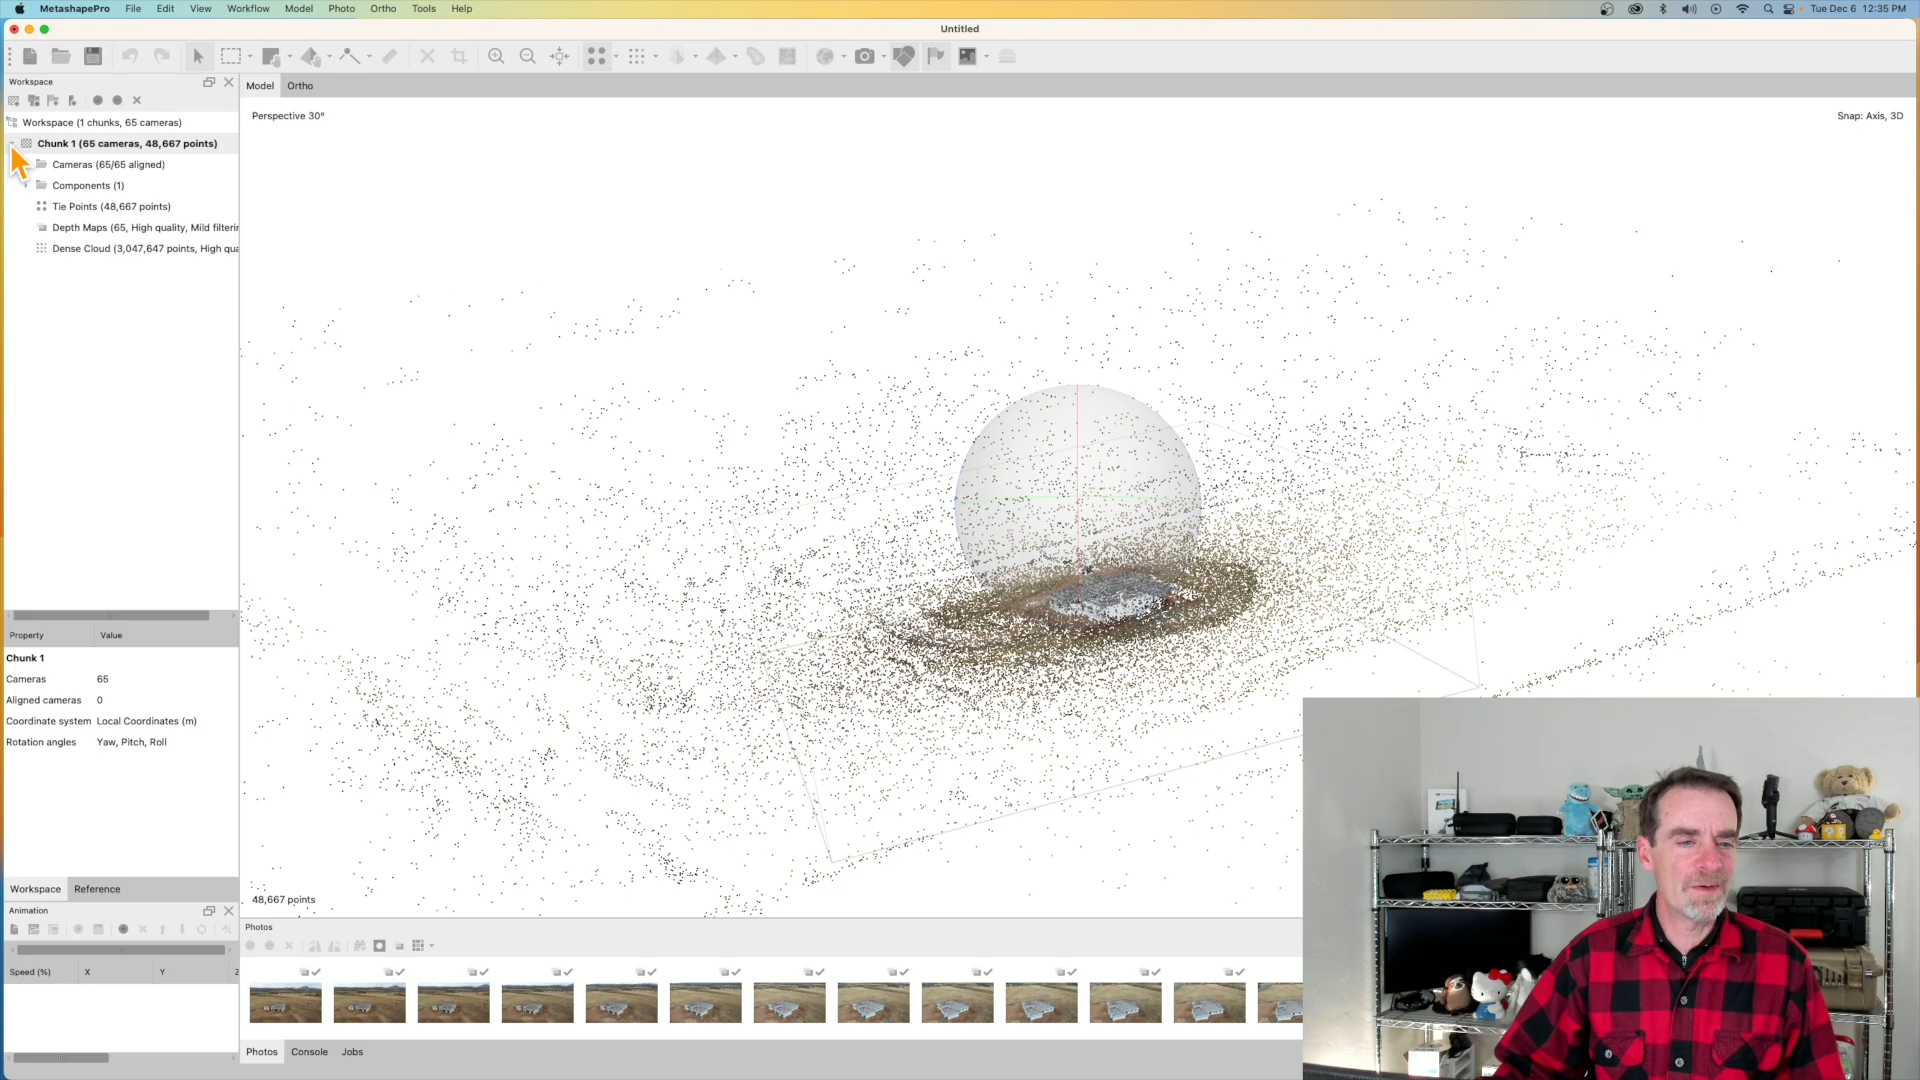 MetashapePro File Edit View Workflow Model Photo Ortho Tools Help
Tue Dec 6 12:35 PM
Untitled
Workspace
Model Ortho
Workspace (1 chunks, 65 cameras)
Chunk 1 (65 cameras, 48,667 points)
Cameras (65/65 aligned)
Components (1)
Tie Points (48,667 points)
Depth Maps (65, High quality, Mild filterin
Dense Cloud (3,047,647 points, High qua
Perspective 30°
Snap: Axis, 3D
Property Value
Chunk 1
Cameras 65
Aligned cameras 0
Coordinate system Local Coordinates (m)
Rotation angles Yaw, Pitch, Roll
Workspace Reference
Animation
Speed (%) X Y Z
48,667 points
Photos
Photos Console Jobs